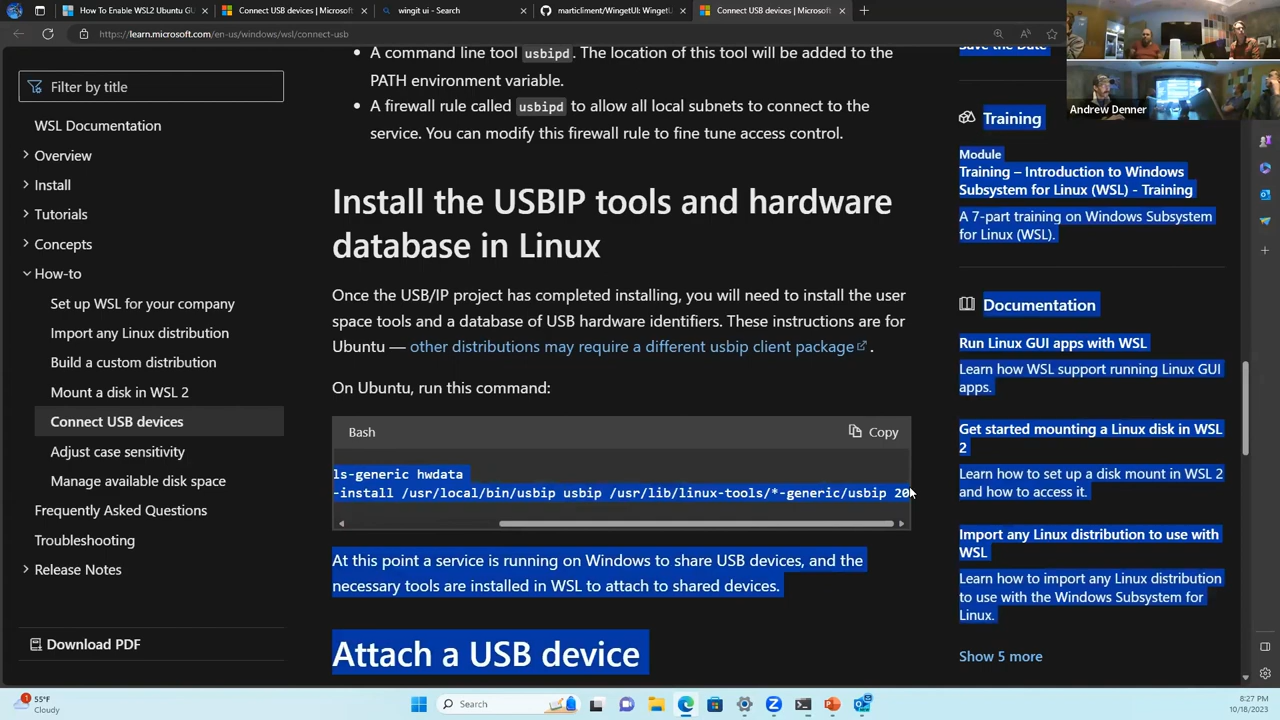 How To Enable WSL2 Ubuntu GU
Connect USB devices | Microsoft
wingit ui - Search
marticliment/WingetUI: WingetU
Connect USB devices | Microsoft
https://learn.microsoft.com/en-us/windows/wsl/connect-usb
Andrew Denner
Filter by title
WSL Documentation
Overview
Install
Tutorials
Concepts
How-to
Set up WSL for your company
Import any Linux distribution
Build a custom distribution
Mount a disk in WSL 2
Connect USB devices
Adjust case sensitivity
Manage available disk space
Frequently Asked Questions
Troubleshooting
Release Notes
Download PDF
A command line tool usbipd. The location of this tool will be added to the
PATH environment variable.
A firewall rule called usbipd to allow all local subnets to connect to the
service. You can modify this firewall rule to fine tune access control.
Install the USBIP tools and hardware
database in Linux
Once the USB/IP project has completed installing, you will need to install the user
space tools and a database of USB hardware identifiers. These instructions are for
Ubuntu — other distributions may require a different usbip client package.
On Ubuntu, run this command:
Bash
Copy
ls-generic hwdata
-install /usr/local/bin/usbip usbip /usr/lib/linux-tools/*-generic/usbip 20
At this point a service is running on Windows to share USB devices, and the
necessary tools are installed in WSL to attach to shared devices.
Attach a USB device
Save the Date
Training
Module
Training – Introduction to Windows
Subsystem for Linux (WSL) - Training
A 7-part training on Windows Subsystem
for Linux (WSL).
Documentation
Run Linux GUI apps with WSL
Learn how WSL support running Linux GUI
apps.
Get started mounting a Linux disk in WSL
2
Learn how to set up a disk mount in WSL 2
and how to access it.
Import any Linux distribution to use with
WSL
Learn how to import any Linux distribution
to use with the Windows Subsystem for
Linux.
Show 5 more
1
55°F
Cloudy
Search
8:27 PM
10/18/2023